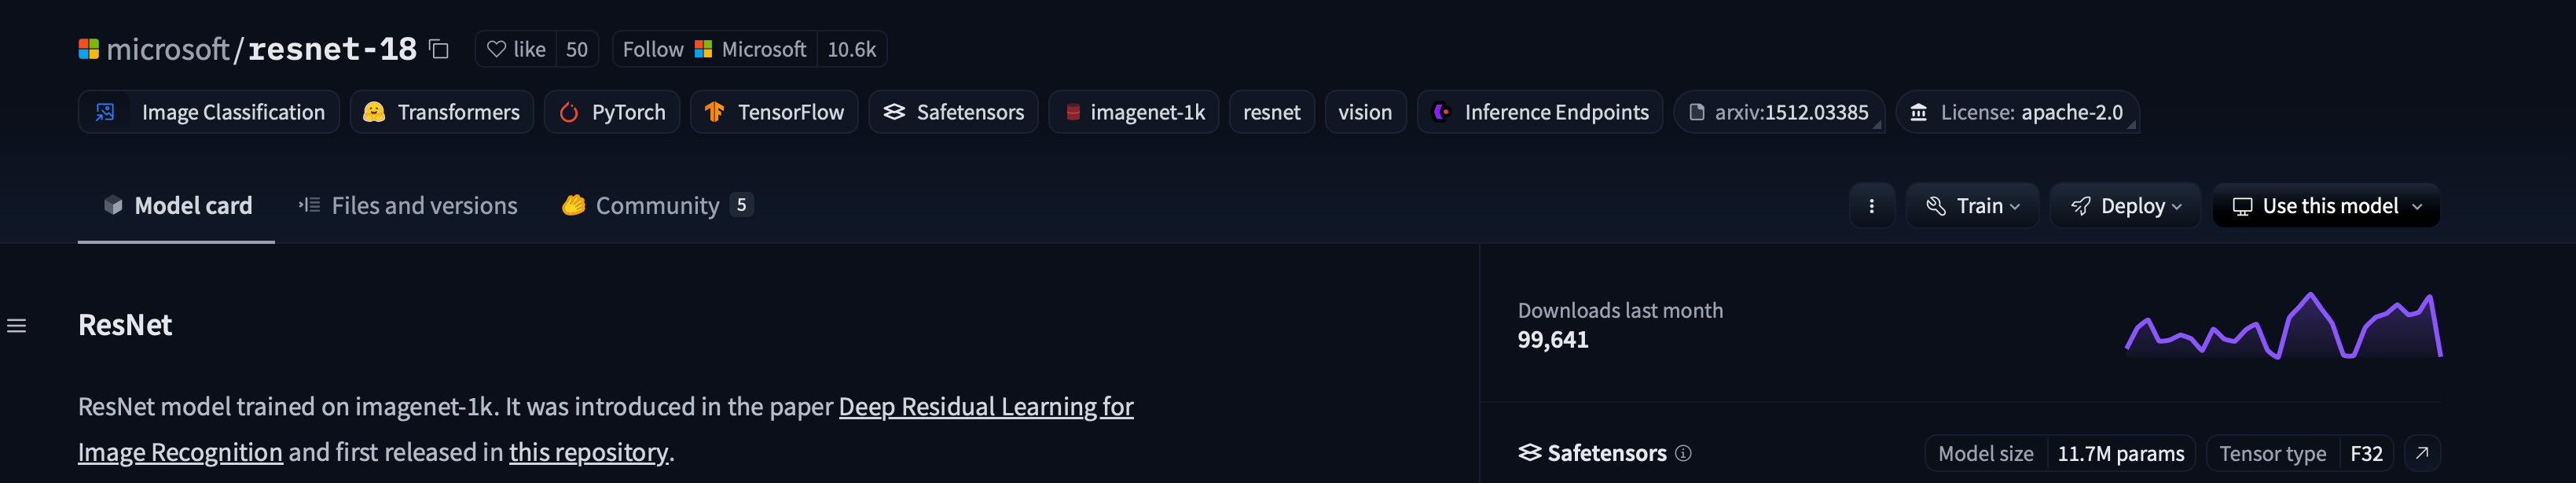 microsoft/resnet-18 like 50 Follow Microsoft 10.6k
Image Classification Transformers PyTorch TensorFlow Safetensors imagenet-1k resnet vision Inference Endpoints arxiv:1512.03385 License: apache-2.0
Model card Files and versions Community 5 Train Deploy Use this model
ResNet
ResNet model trained on imagenet-1k. It was introduced in the paper Deep Residual Learning for
Image Recognition and first released in this repository.
Downloads last month
99,641
Safetensors Model size 11.7M params Tensor type F32